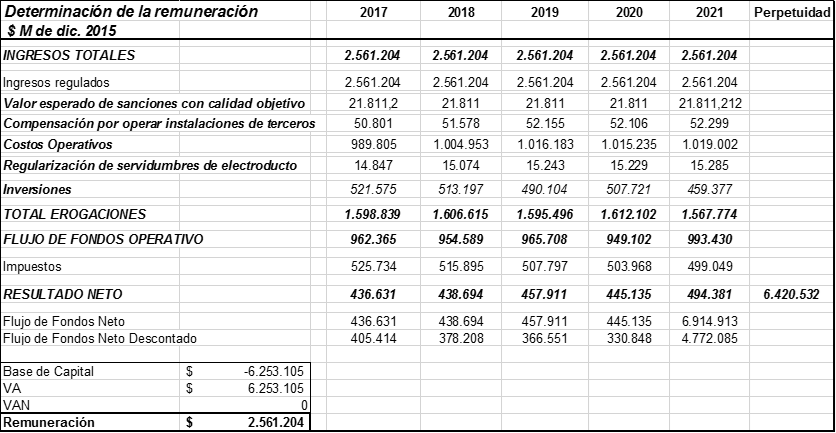 Determinación de la remuneración 2017 2018 2019 2020 2021 Perpetuidad
$ M de dic. 2015
INGRESOS TOTALES 2.561.204 2.561.204 2.561.204 2.561.204 2.561.204
Ingresos regulados 2.561.204 2.561.204 2.561.204 2.561.204 2.561.204
Valor esperado de sanciones con calidad objetivo 21.811,2 21.811 21.811 21.811 21.811,212
Compensación por operar instalaciones de terceros 50.801 51.578 52.155 52.106 52.299
Costos Operativos 989.805 1.004.953 1.016.183 1.015.235 1.019.002
Regularización de servidumbres de electroducto 14.847 15.074 15.243 15.229 15.285
Inversiones 521.575 513.197 490.104 507.721 459.377
TOTAL EROGACIONES 1.598.839 1.606.615 1.595.496 1.612.102 1.567.774
FLUJO DE FONDOS OPERATIVO 962.365 954.589 965.708 949.102 993.430
Impuestos 525.734 515.895 507.797 503.968 499.049
RESULTADO NETO 436.631 438.694 457.911 445.135 494.381 6.420.532
Flujo de Fondos Neto 436.631 438.694 457.911 445.135 6.914.913
Flujo de Fondos Neto Descontado 405.414 378.208 366.551 330.848 4.772.085
Base de Capital $ -6.253.105
VA $ 6.253.105
VAN 0
Remuneración $ 2.561.204